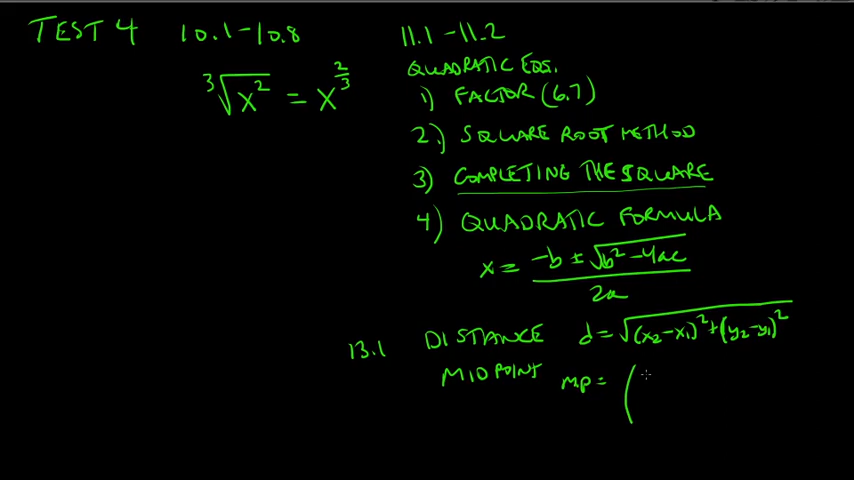 TEST 4 10.1-10.8 11.1-11.2
QUADRATIC EQS.
∛x² = x^(2/3)
1) FACTOR (6.7)
2.) SQUARE ROOT METHOD
3) COMPLETING THE SQUARE
4) QUADRATIC FORMULA
x = (-b ± √(b² - 4ac)) / 2a
13.1 DISTANCE d = √((x₂-x₁)² + (y₂-y₁)²)
MIDPOINT MP = (